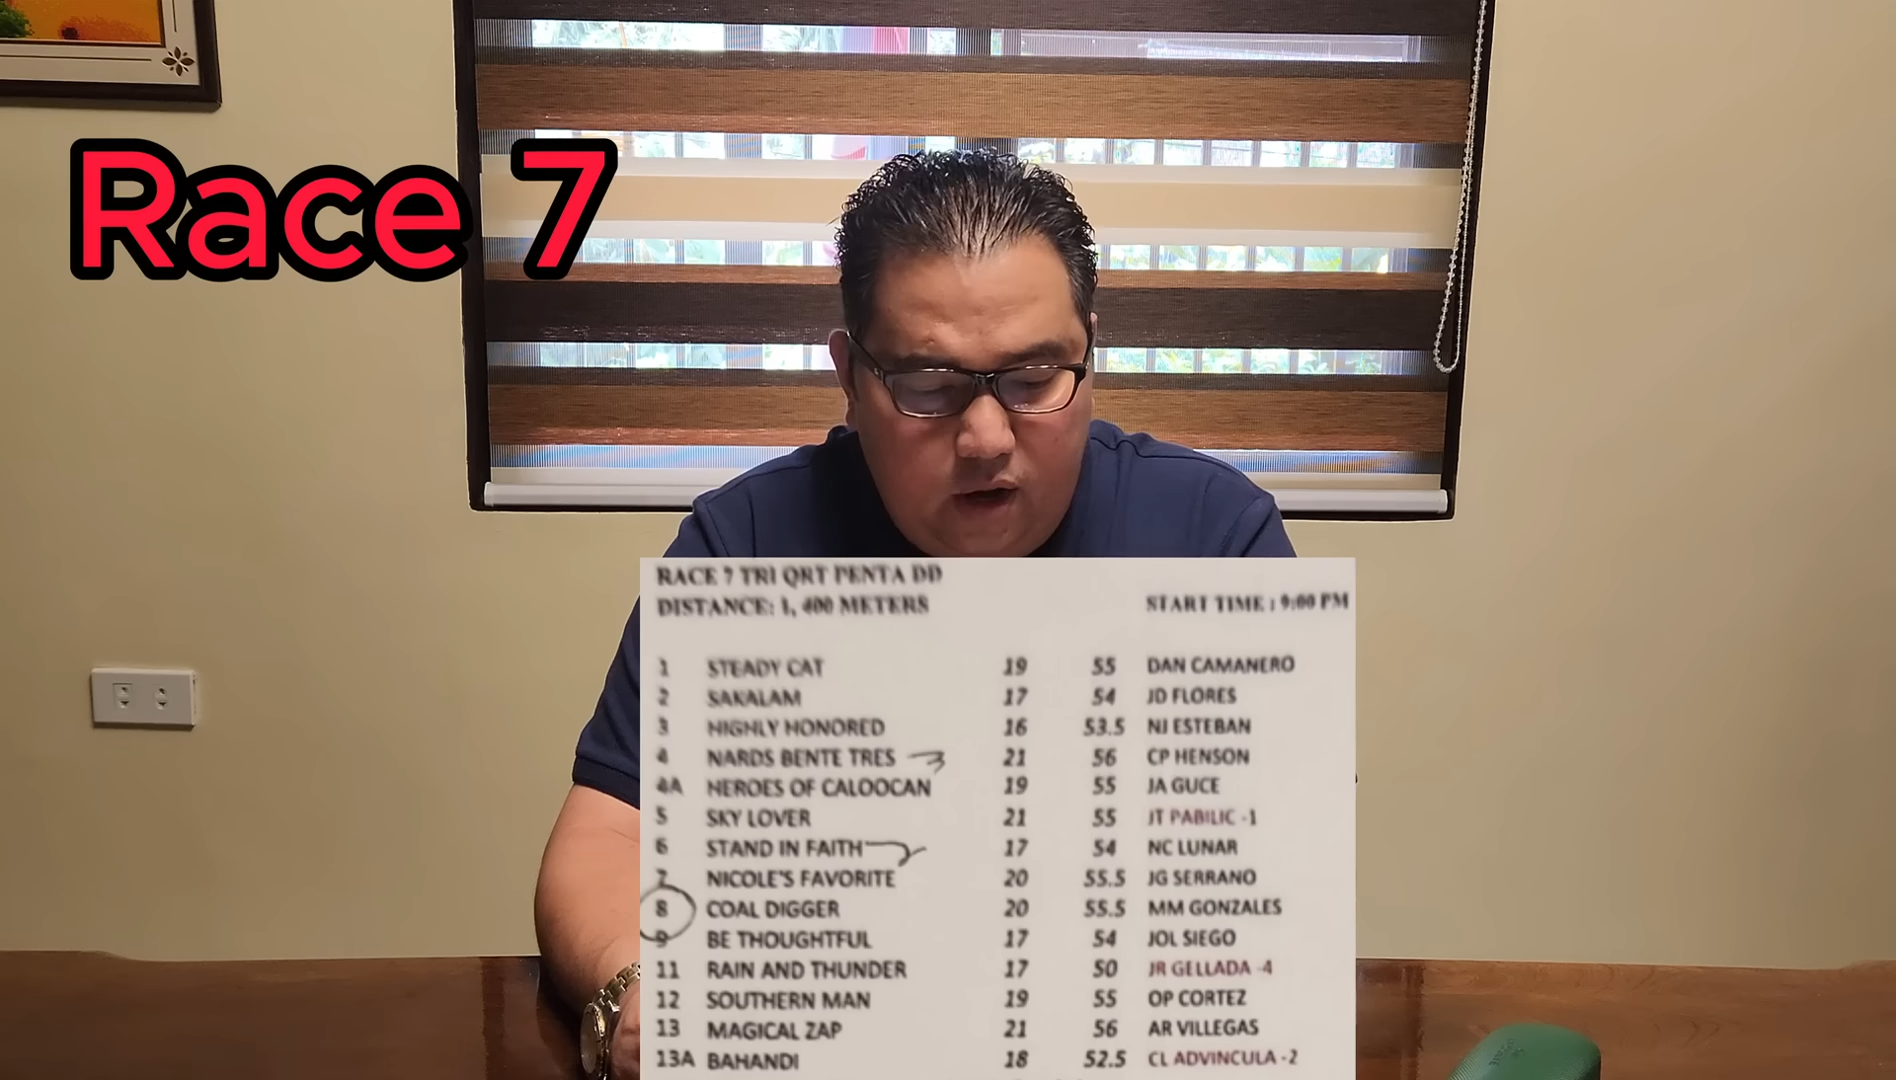 Race 7
RACE 7 TRI QRT PENTA DD
DISTANCE: 1, 400 METERS START TIME : 9:00 PM
1 STEADY CAT 19 55 DAN CAMANERO
2 SAKALAM 17 54 JD FLORES
3 HIGHLY HONORED 16 53.5 NJ ESTEBAN
4 NARDS BENTE TRES 21 56 CP HENSON
4A HEROES OF CALOOCAN 19 55 JA GUCE
5 SKY LOVER 21 55 JT PABILIC -1
6 STAND IN FAITH 17 54 NC LUNAR
7 NICOLE'S FAVORITE 20 55.5 JG SERRANO
8 COAL DIGGER 20 55.5 MM GONZALES
9 BE THOUGHTFUL 17 54 JOL SIEGO
11 RAIN AND THUNDER 17 50 JR GELLADA -4
12 SOUTHERN MAN 19 55 OP CORTEZ
13 MAGICAL ZAP 21 56 AR VILLEGAS
13A BAHANDI 18 52.5 CL ADVINCULA -2